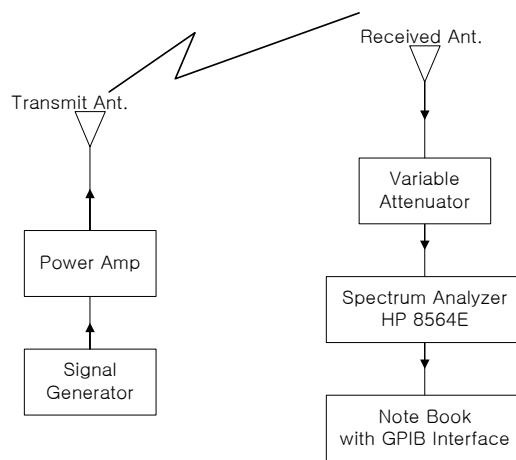 Received Ant.
Transmit Ant.
Variable
Attenuator
Power Amp
Spectrum Analyzer
HP 8564E
Signal
Generator
Note Book
with GPIB Interface